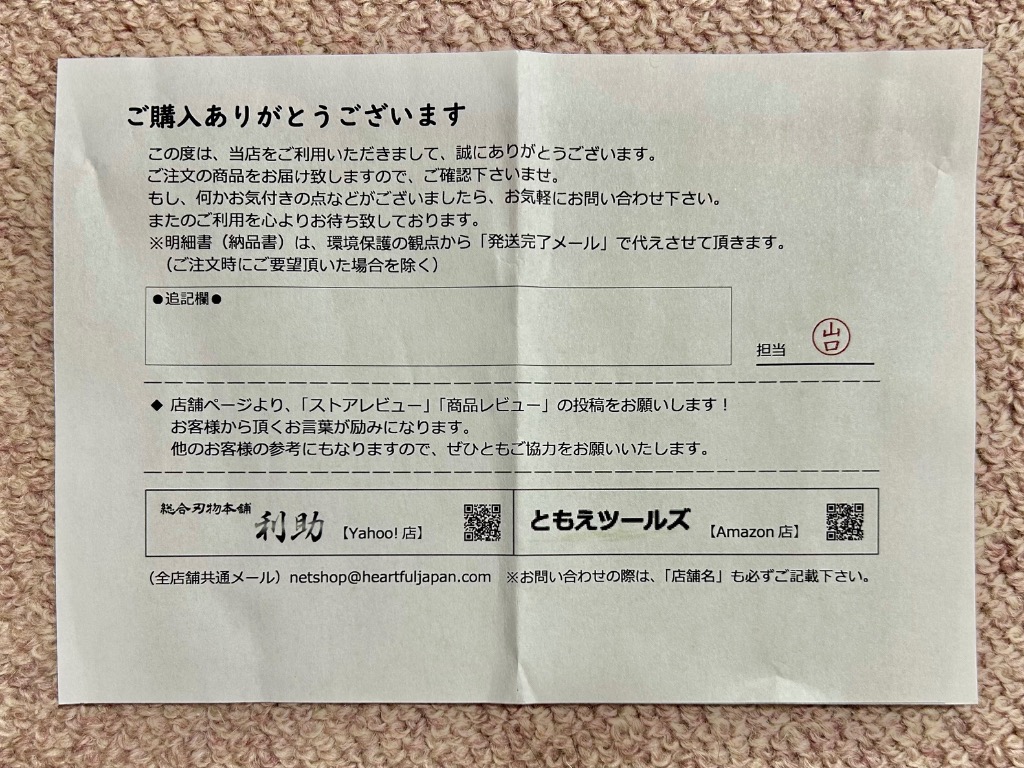 ご購入ありがとうございます
この度は、当店をご利用いただきまして、誠にありがとうございます。
ご注文の商品をお届け致しますので、ご確認下さいませ。
もし、何かお気付きの点などがございましたら、お気軽にお問い合わせ下さい。
またのご利用を心よりお待ち致しております。
※明細書（納品書）は、環境保護の観点から「発送完了メール」で代えさせて頂きます。
（ご注文時にご要望頂いた場合を除く）
●追記欄●
担当 山口
◆ 店舗ページより、「ストアレビュー」「商品レビュー」の投稿をお願いします！
お客様から頂くお言葉が励みになります。
他のお客様の参考にもなりますので、ぜひともご協力をお願いいたします。
総合刃物本舗 利助 【Yahoo! 店】
ともえツールズ 【Amazon 店】
（全店舗共通メール）netshop@heartfuljapan.com ※お問い合わせの際は、「店舗名」も必ずご記載下さい。